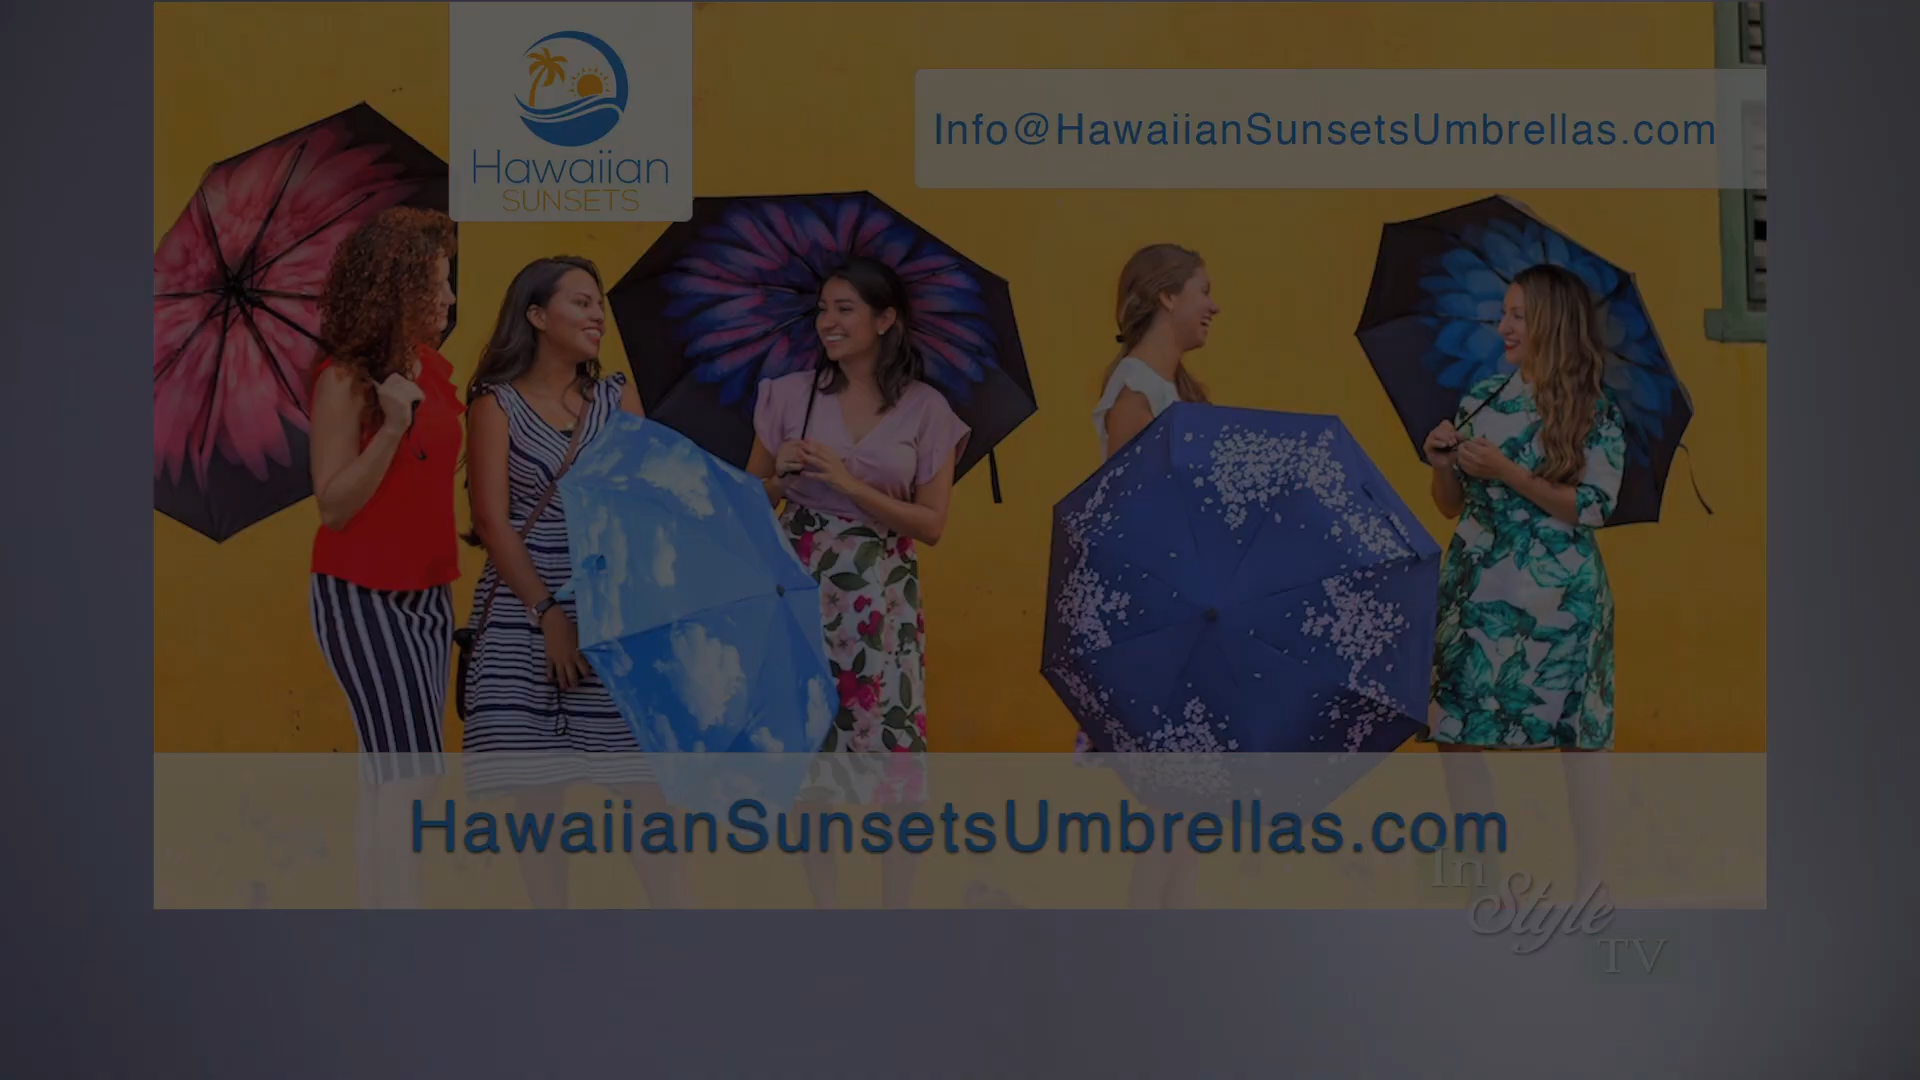 Hawaiian
SUNSETS
Info@HawaiianSunsetsUmbrellas.com
HawaiianSunsetsUmbrellas.com
In
Style
TV